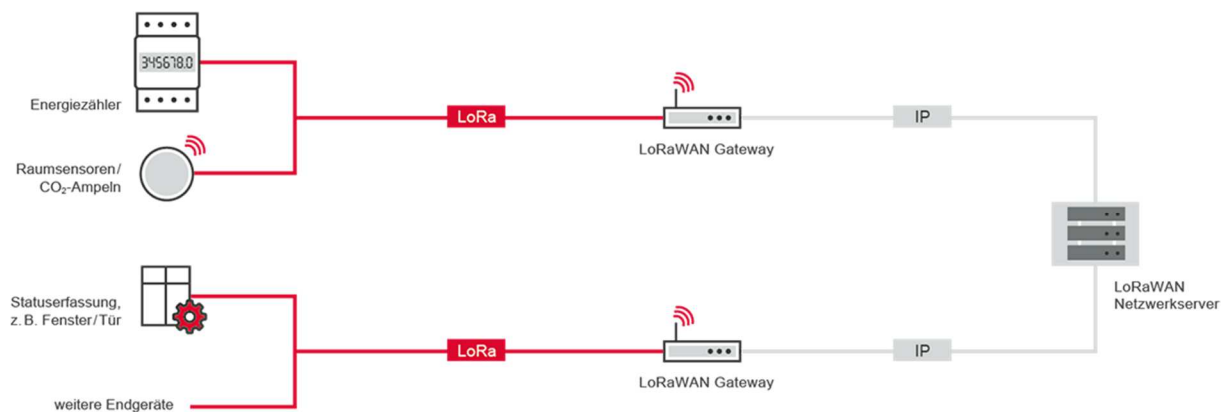 345678.0
Energiezähler
LoRa
LoRaWAN Gateway
IP
Raumsensoren/
CO₂-Ampeln
Statuserfassung,
z. B. Fenster/Tür
LoRa
LoRaWAN Gateway
IP
weitere Endgeräte
LoRaWAN
Netzwerkserver